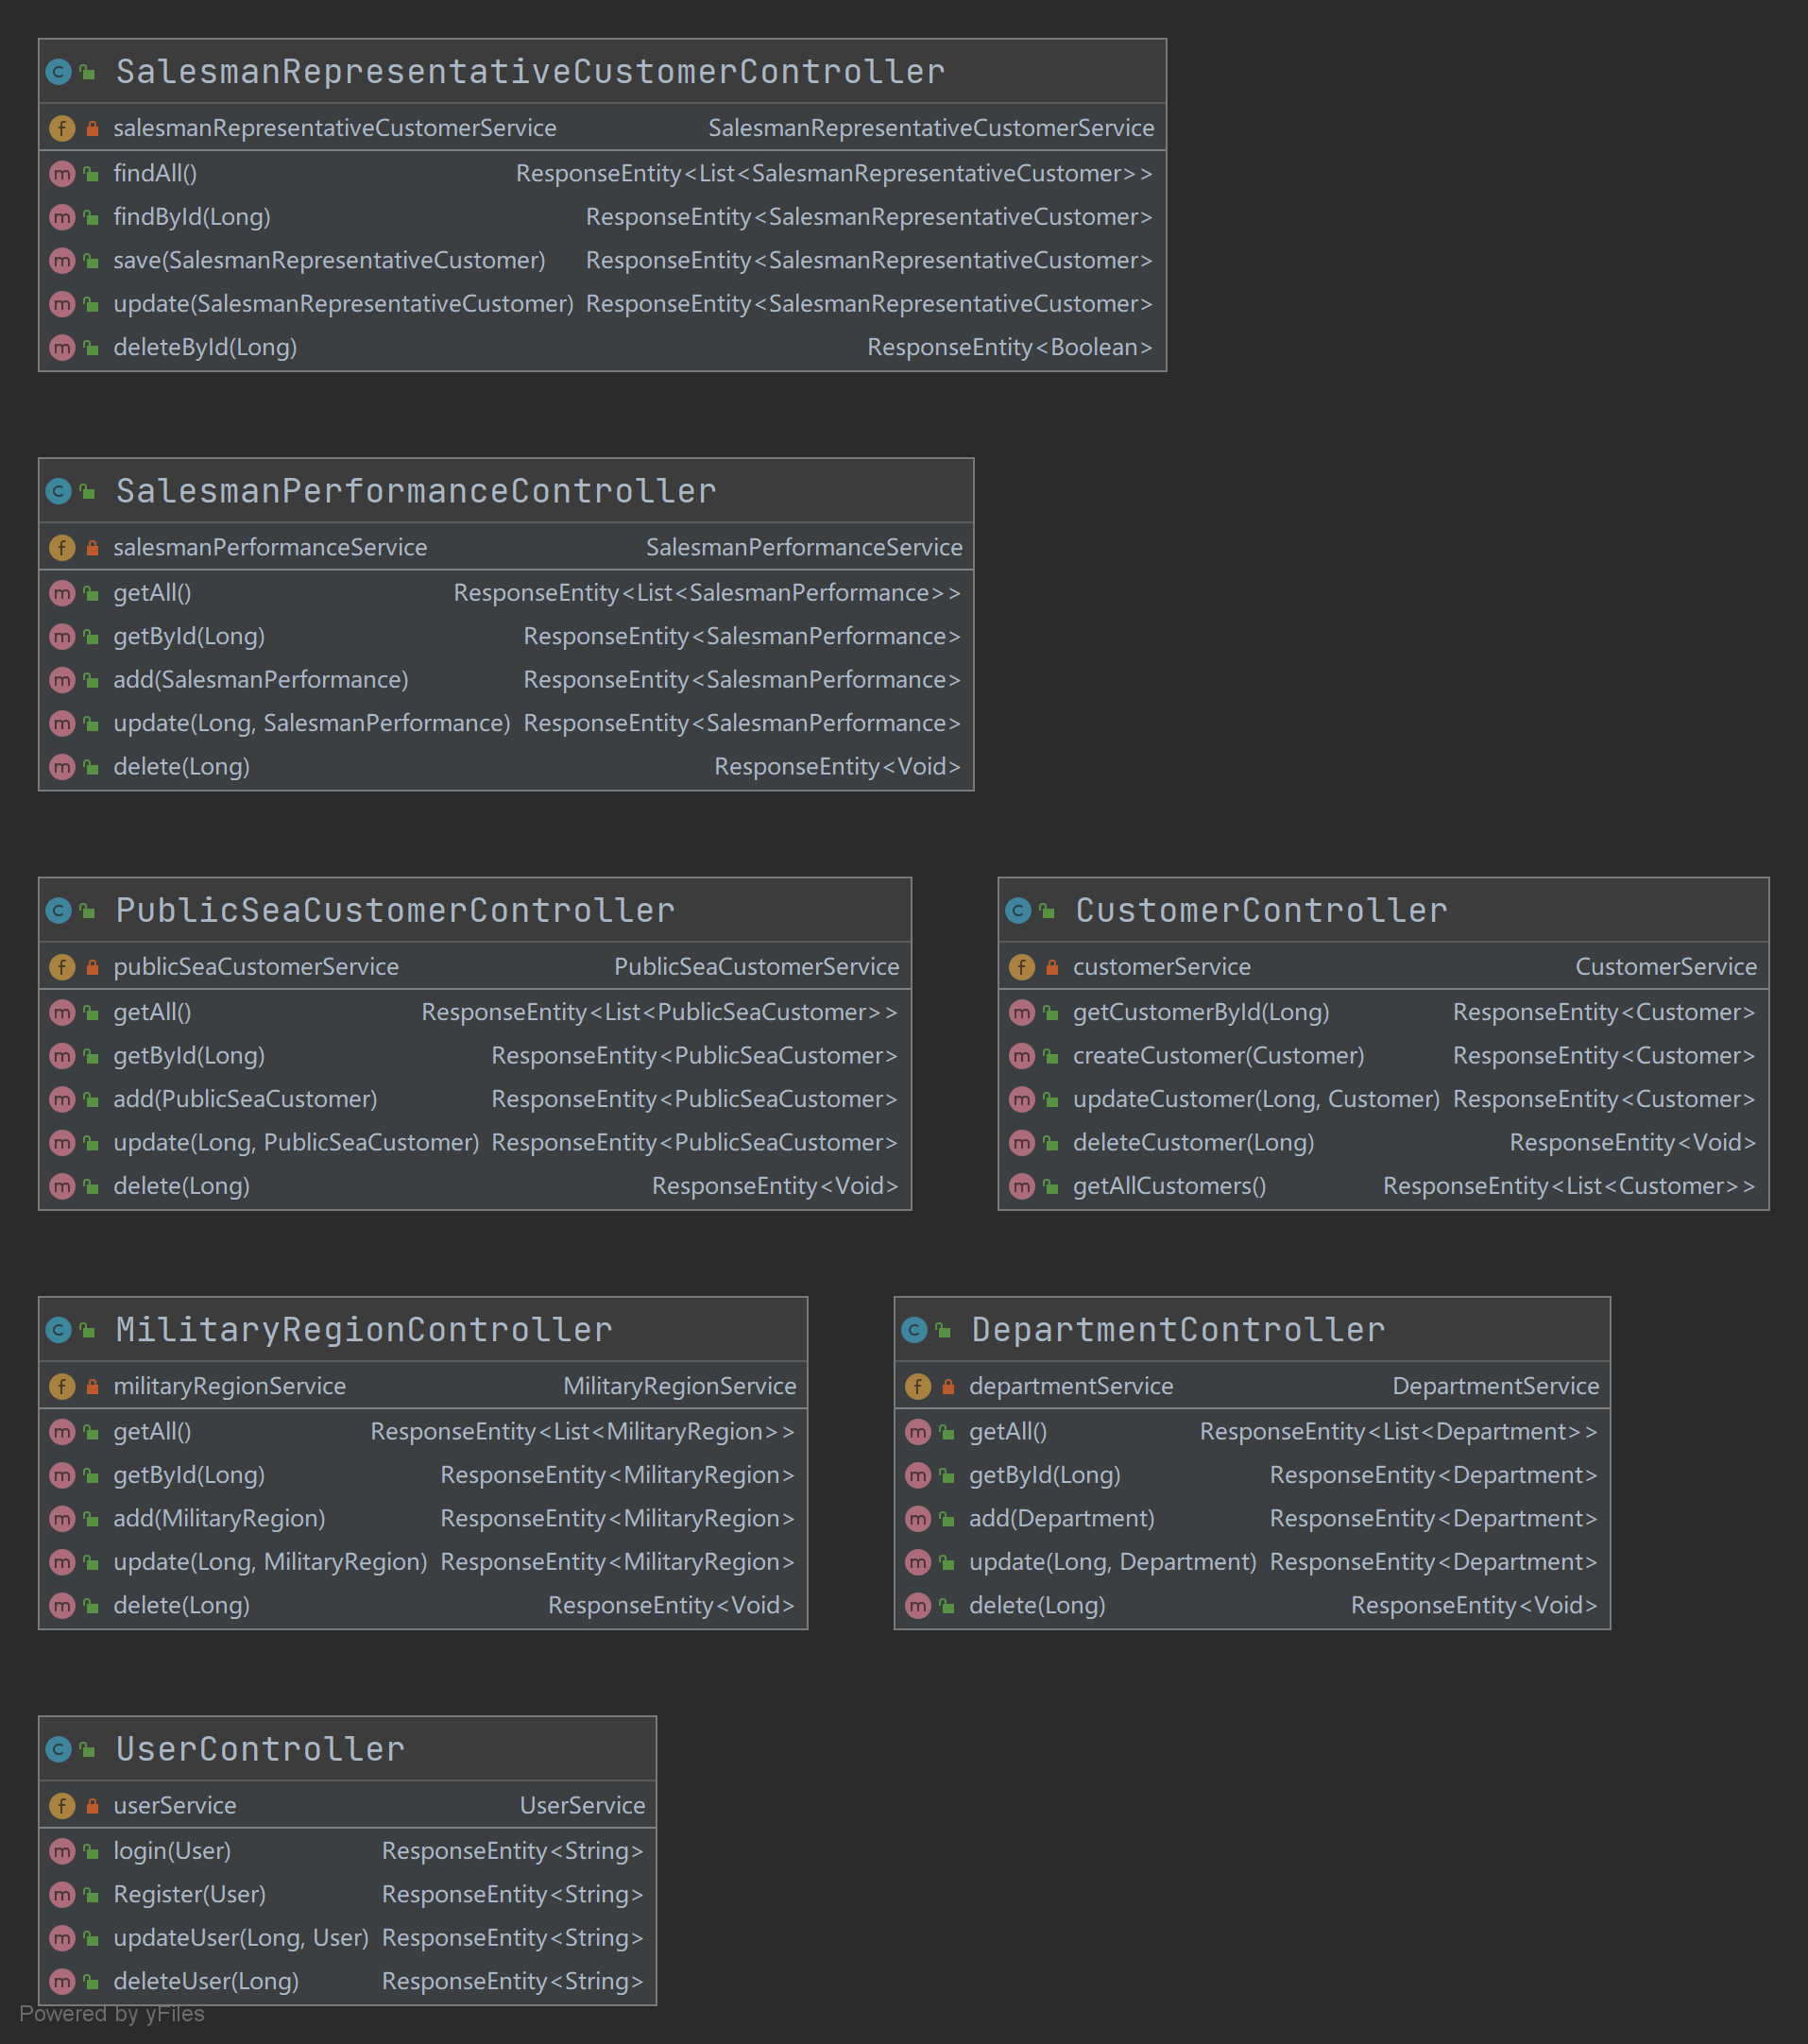 SalesmanRepresentativeCustomerController
salesmanRepresentativeCustomerService SalesmanRepresentativeCustomerService
findAll() ResponseEntity<List<SalesmanRepresentativeCustomer>>
findById(Long) ResponseEntity<SalesmanRepresentativeCustomer>
save(SalesmanRepresentativeCustomer) ResponseEntity<SalesmanRepresentativeCustomer>
update(SalesmanRepresentativeCustomer) ResponseEntity<SalesmanRepresentativeCustomer>
deleteById(Long) ResponseEntity<Boolean>
SalesmanPerformanceController
salesmanPerformanceService SalesmanPerformanceService
getAll() ResponseEntity<List<SalesmanPerformance>>
getById(Long) ResponseEntity<SalesmanPerformance>
add(SalesmanPerformance) ResponseEntity<SalesmanPerformance>
update(Long, SalesmanPerformance) ResponseEntity<SalesmanPerformance>
delete(Long) ResponseEntity<Void>
PublicSeaCustomerController
publicSeaCustomerService PublicSeaCustomerService
getAll() ResponseEntity<List<PublicSeaCustomer>>
getById(Long) ResponseEntity<PublicSeaCustomer>
add(PublicSeaCustomer) ResponseEntity<PublicSeaCustomer>
update(Long, PublicSeaCustomer) ResponseEntity<PublicSeaCustomer>
delete(Long) ResponseEntity<Void>
CustomerController
customerService CustomerService
getCustomerById(Long) ResponseEntity<Customer>
createCustomer(Customer) ResponseEntity<Customer>
updateCustomer(Long, Customer) ResponseEntity<Customer>
deleteCustomer(Long) ResponseEntity<Void>
getAllCustomers() ResponseEntity<List<Customer>>
MilitaryRegionController
militaryRegionService MilitaryRegionService
getAll() ResponseEntity<List<MilitaryRegion>>
getById(Long) ResponseEntity<MilitaryRegion>
add(MilitaryRegion) ResponseEntity<MilitaryRegion>
update(Long, MilitaryRegion) ResponseEntity<MilitaryRegion>
delete(Long) ResponseEntity<Void>
DepartmentController
departmentService DepartmentService
getAll() ResponseEntity<List<Department>>
getById(Long) ResponseEntity<Department>
add(Department) ResponseEntity<Department>
update(Long, Department) ResponseEntity<Department>
delete(Long) ResponseEntity<Void>
UserController
userService UserService
login(User) ResponseEntity<String>
Register(User) ResponseEntity<String>
updateUser(Long, User) ResponseEntity<String>
deleteUser(Long) ResponseEntity<String>
Powered by yFiles